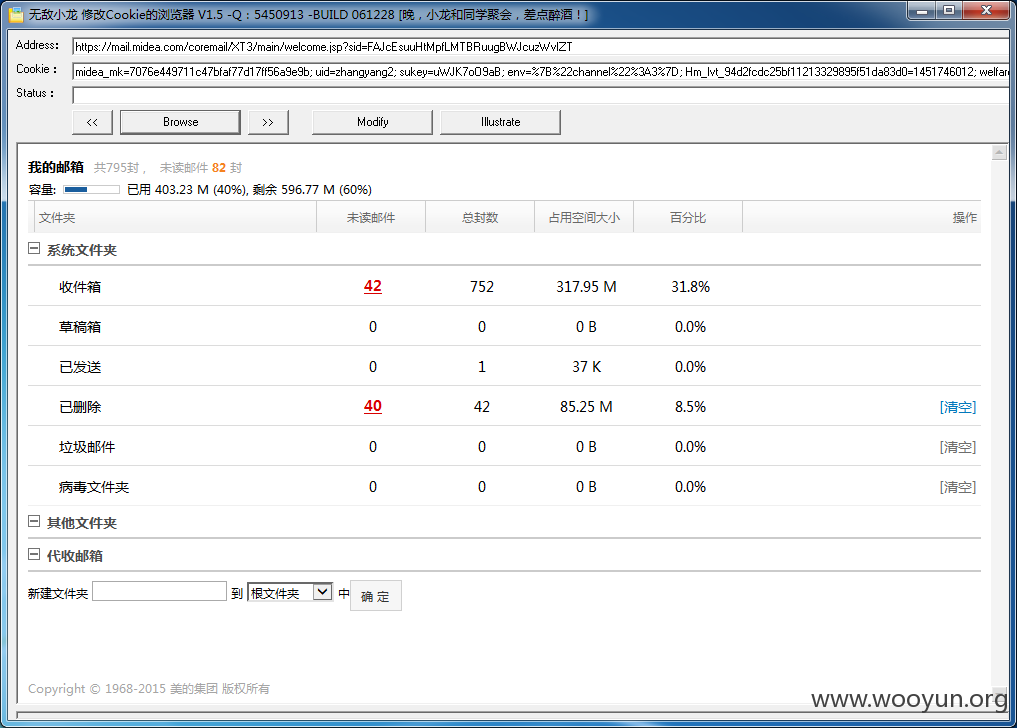 无敌小龙 修改Cookie的浏览器 V1.5 -Q：5450913 -BUILD 061228 [晚，小龙和同学聚会，差点醉酒！]
Address: https://mail.midea.com/coremail/XT3/main/welcome.jsp?sid=FAJcEsuuHtMpfLMTBRuugBWJcuzWvlZT
Cookie： midea_mk=7076e449711c47bfaf77d17ff56a9e9b; uid=zhangyang2; sukey=uWJK7oO9aB; env=%7B%22channel%22%3A3%7D; Hm_lvt_94d2fcdc25bf11213329895f51da83d0=1451746012; welfare
Status：
<< Browse >> Modify Illustrate
我的邮箱 共795封， 未读邮件 82 封
容量: 已用 403.23 M (40%), 剩余 596.77 M (60%)
文件夹 未读邮件 总封数 占用空间大小 百分比 操作
系统文件夹
收件箱 42 752 317.95 M 31.8%
草稿箱 0 0 0 B 0.0%
已发送 0 1 37 K 0.0%
已删除 40 42 85.25 M 8.5% [清空]
垃圾邮件 0 0 0 B 0.0% [清空]
病毒文件夹 0 0 0 B 0.0% [清空]
其他文件夹
代收邮箱
新建文件夹 到 根文件夹 中 确 定
Copyright © 1968-2015 美的集团 版权所有
www.wooyun.org